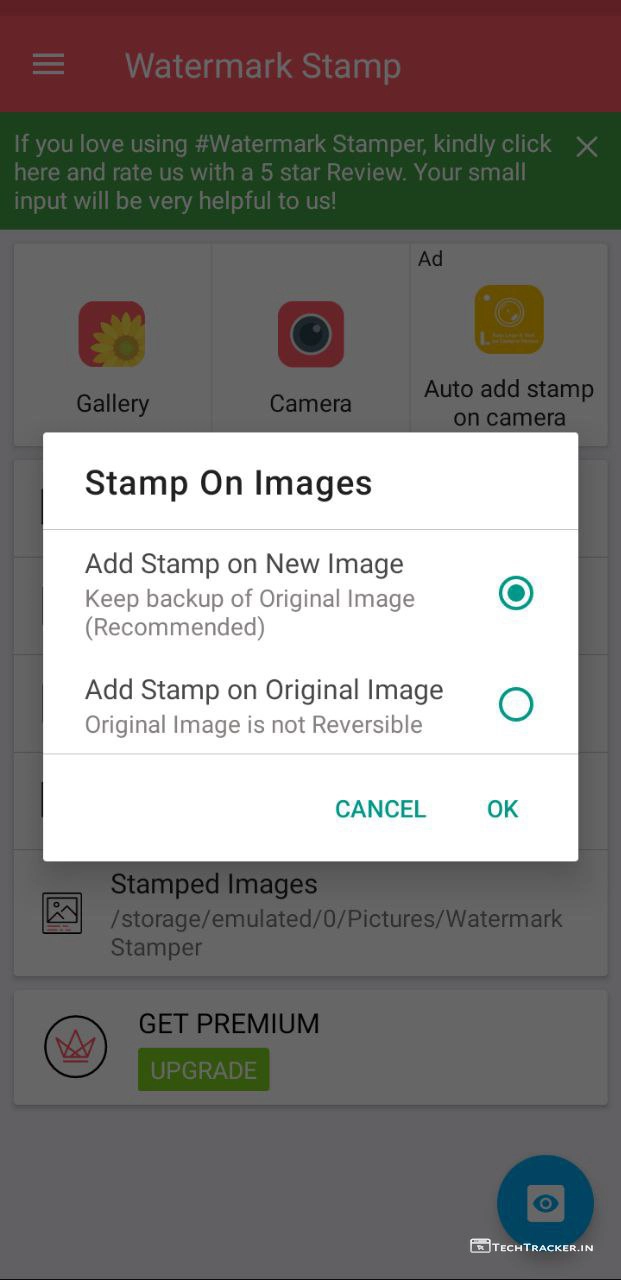 Watermark Stamp
If you love using #Watermark Stamper, kindly click
here and rate us with a 5 star Review. Your small
input will be very helpful to us!
Ad
Gallery
Camera
Auto add stamp
on camera
Stamp On Images
Add Stamp on New Image
Keep backup of Original Image
(Recommended)
Add Stamp on Original Image
Original Image is not Reversible
CANCEL
OK
Stamped Images
/storage/emulated/0/Pictures/Watermark
Stamper
GET PREMIUM
UPGRADE
TECHTRACKER.IN